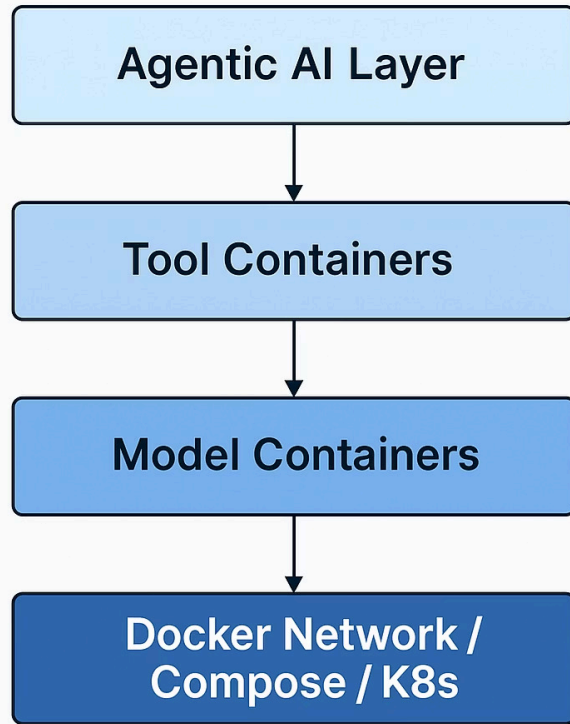 Agentic AI Layer
Tool Containers
Model Containers
Docker Network /
Compose / K8s